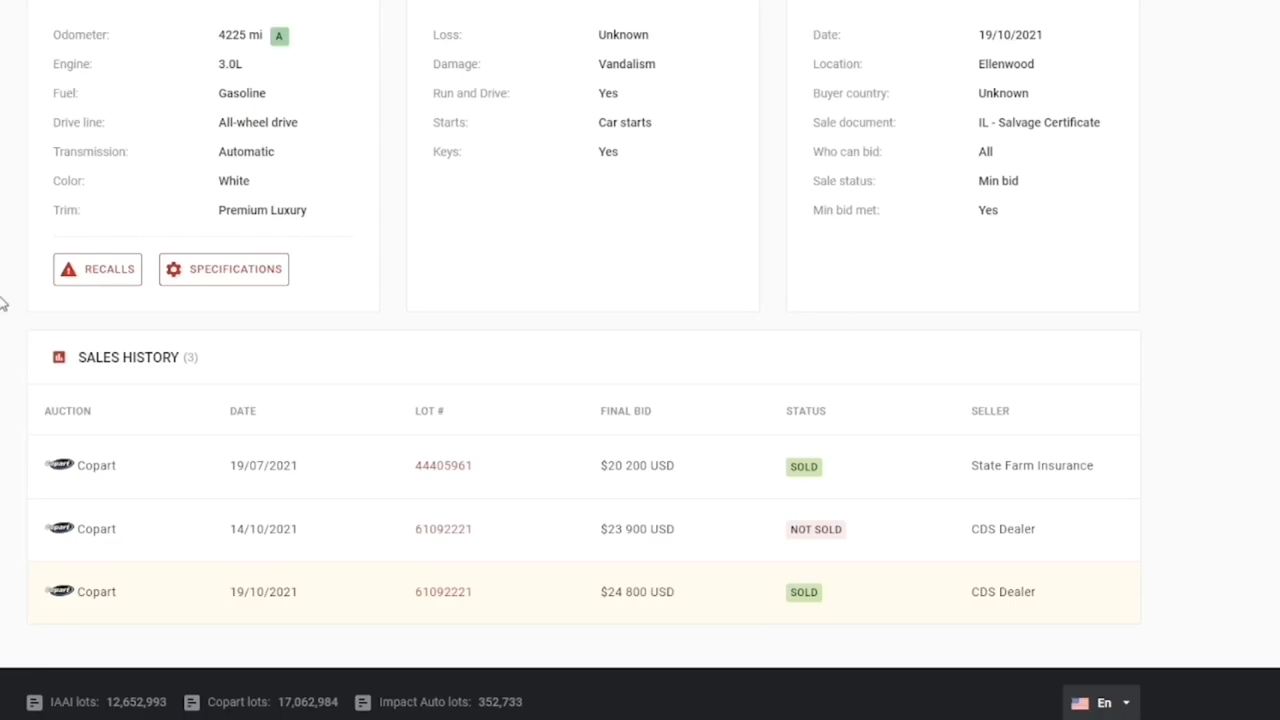 Odometer: 4225 mi A
Engine: 3.0L
Fuel: Gasoline
Drive line: All-wheel drive
Transmission: Automatic
Color: White
Trim: Premium Luxury
RECALLS SPECIFICATIONS
Loss: Unknown
Damage: Vandalism
Run and Drive: Yes
Starts: Car starts
Keys: Yes
Date: 19/10/2021
Location: Ellenwood
Buyer country: Unknown
Sale document: IL - Salvage Certificate
Who can bid: All
Sale status: Min bid
Min bid met: Yes
SALES HISTORY (3)
AUCTION DATE LOT # FINAL BID STATUS SELLER
Copart 19/07/2021 44405961 $20 200 USD SOLD State Farm Insurance
Copart 14/10/2021 61092221 $23 900 USD NOT SOLD CDS Dealer
Copart 19/10/2021 61092221 $24 800 USD SOLD CDS Dealer
IAAI lots: 12,652,993 Copart lots: 17,062,984 Impact Auto lots: 352,733 En